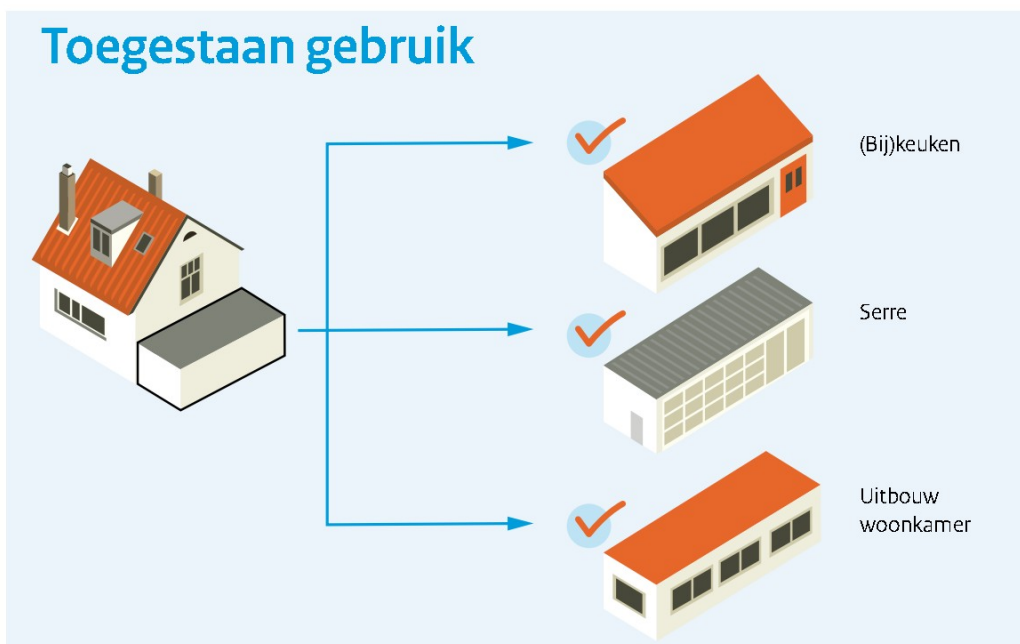 Toegestaan gebruik
(Bij)keuken
Serre
Uitbouw
woonkamer